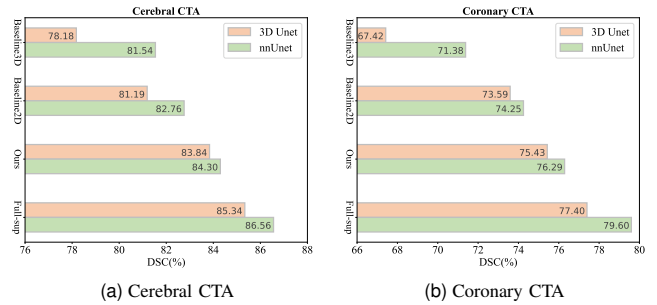 Cerebral CTA
Baseline3D
78.18
81.54
3D Unet
nnUnet
Baseline2D
81.19
82.76
Ours
83.84
84.30
Full-sup
85.34
86.56
76 78 80 82 84 86 88
DSC(%)
(a) Cerebral CTA
Coronary CTA
Baseline3D
67.42
71.38
3D Unet
nnUnet
Baseline2D
73.59
74.25
Ours
75.43
76.29
Full-sup
77.40
79.60
66 68 70 72 74 76 78 80
DSC(%)
(b) Coronary CTA